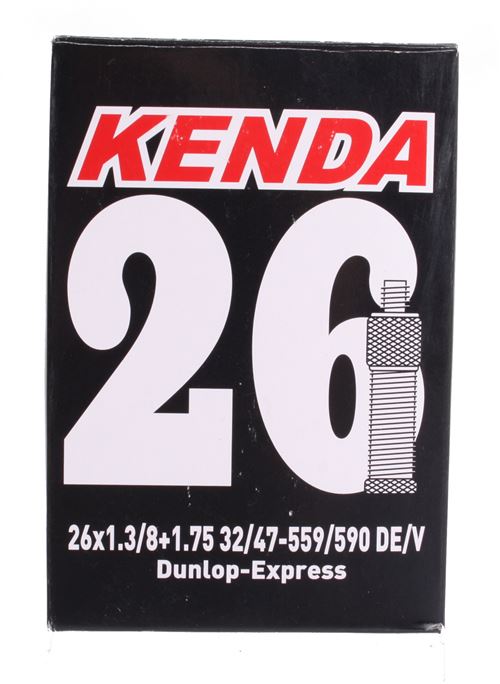 KENDA
26
26x1.3/8+1.75 32/47-559/590 DE/V
Dunlop-Express